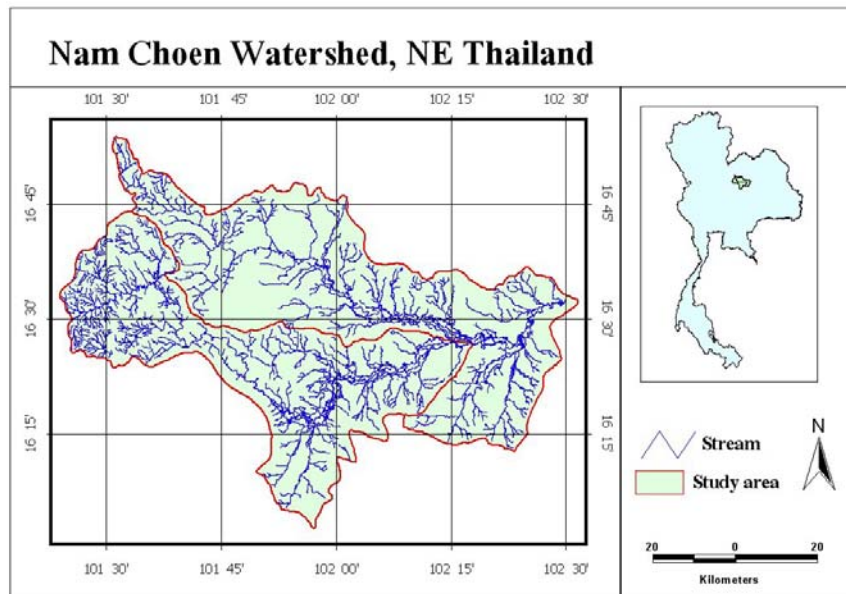 Nam Choen Watershed, NE Thailand
101 30' 101 45' 102 00' 102 15' 102 30'
16 45' 16 45'
16 30' 16 30'
16 15' 16 15'
101 30' 101 45' 102 00' 102 15' 102 30'
Stream
Study area
N
20 0 20
Kilometers